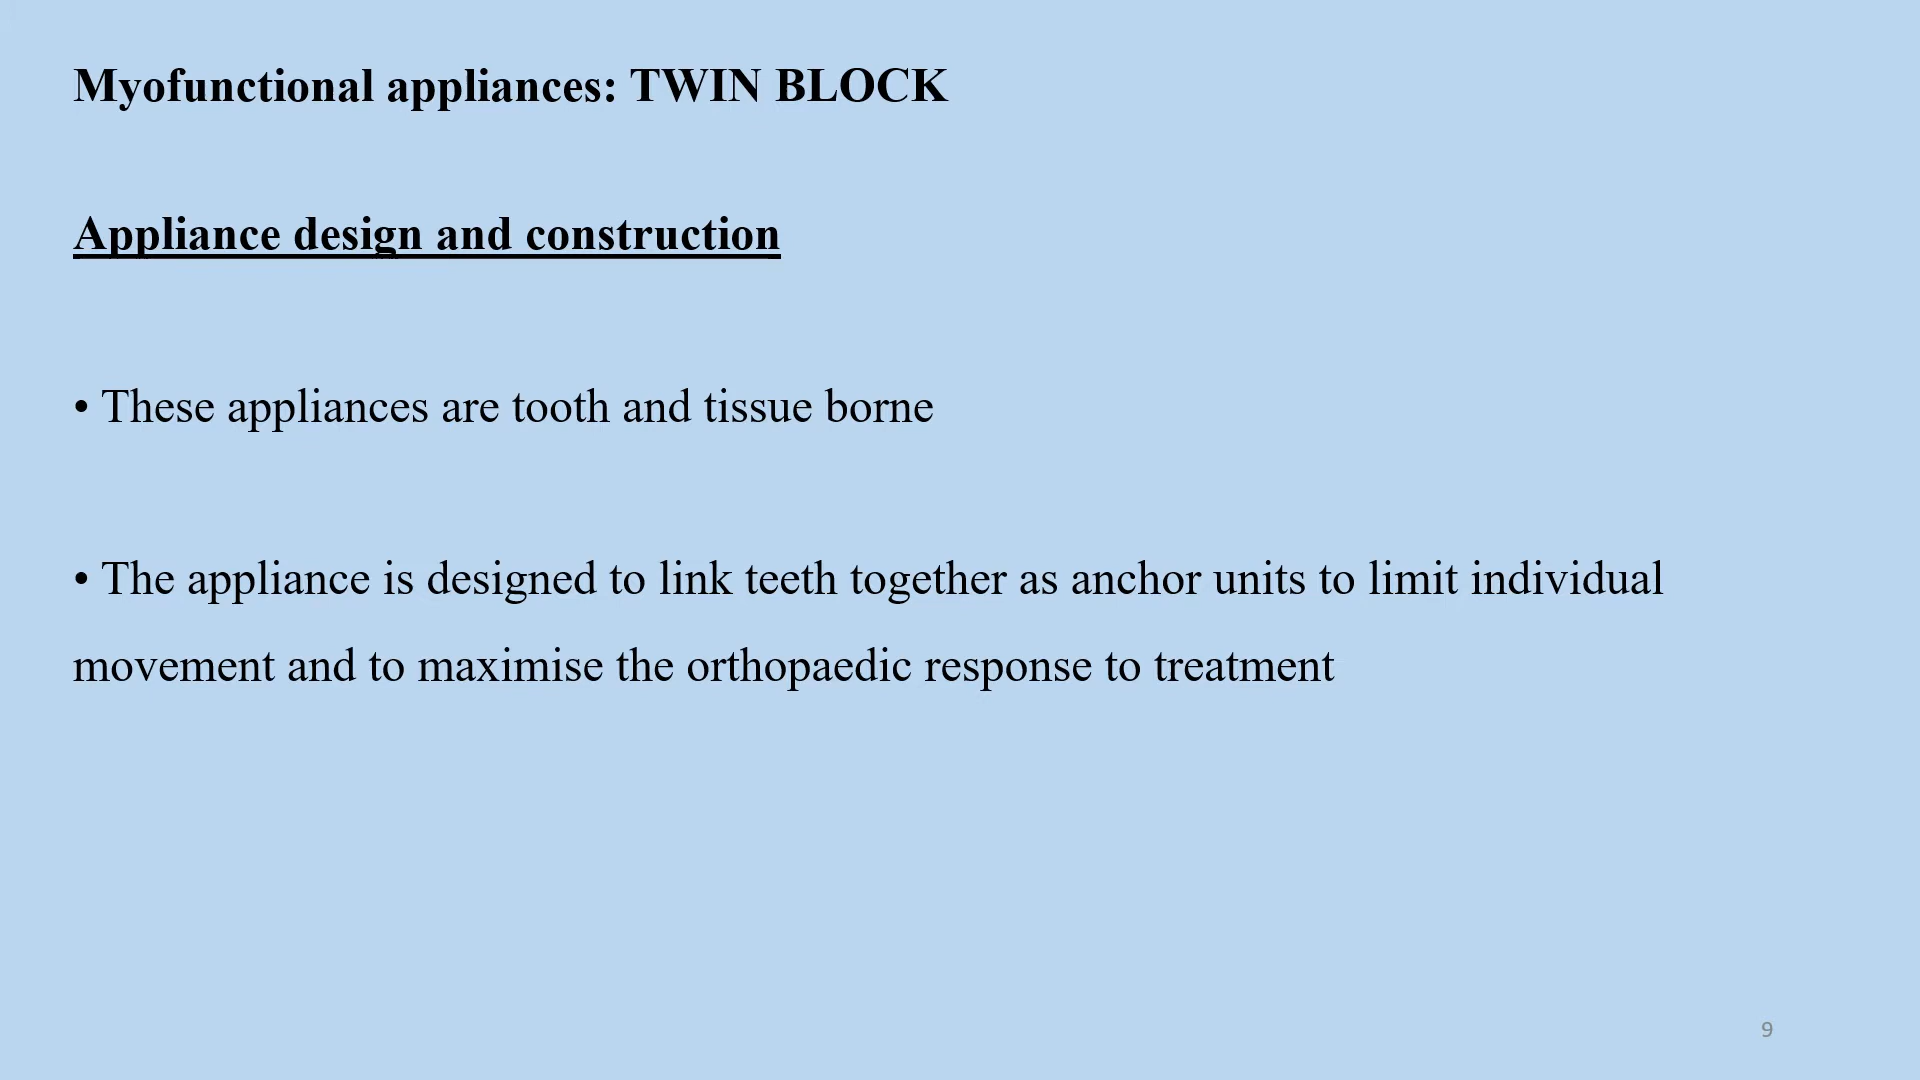 Myofunctional appliances: TWIN BLOCK
Appliance design and construction
• These appliances are tooth and tissue borne
• The appliance is designed to link teeth together as anchor units to limit individual
movement and to maximise the orthopaedic response to treatment
9